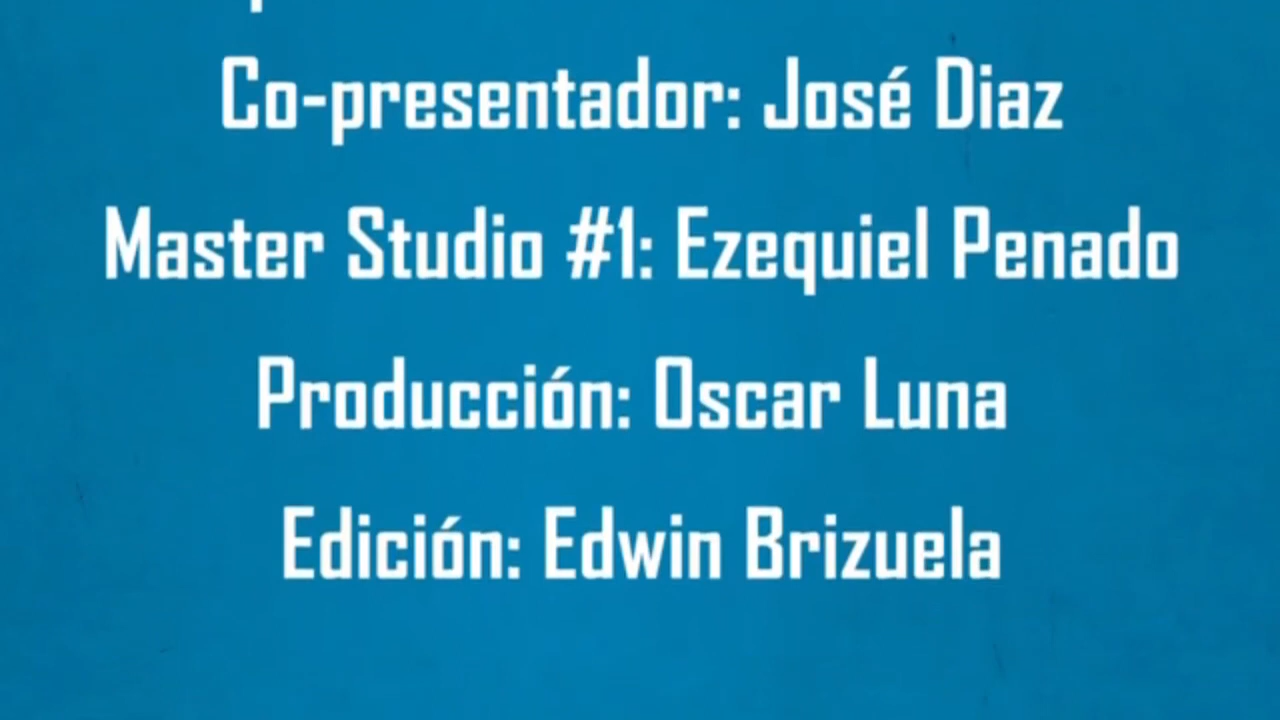 Co-presentador: José Diaz
Master Studio #1: Ezequiel Penado
Producción: Oscar Luna
Edición: Edwin Brizuela